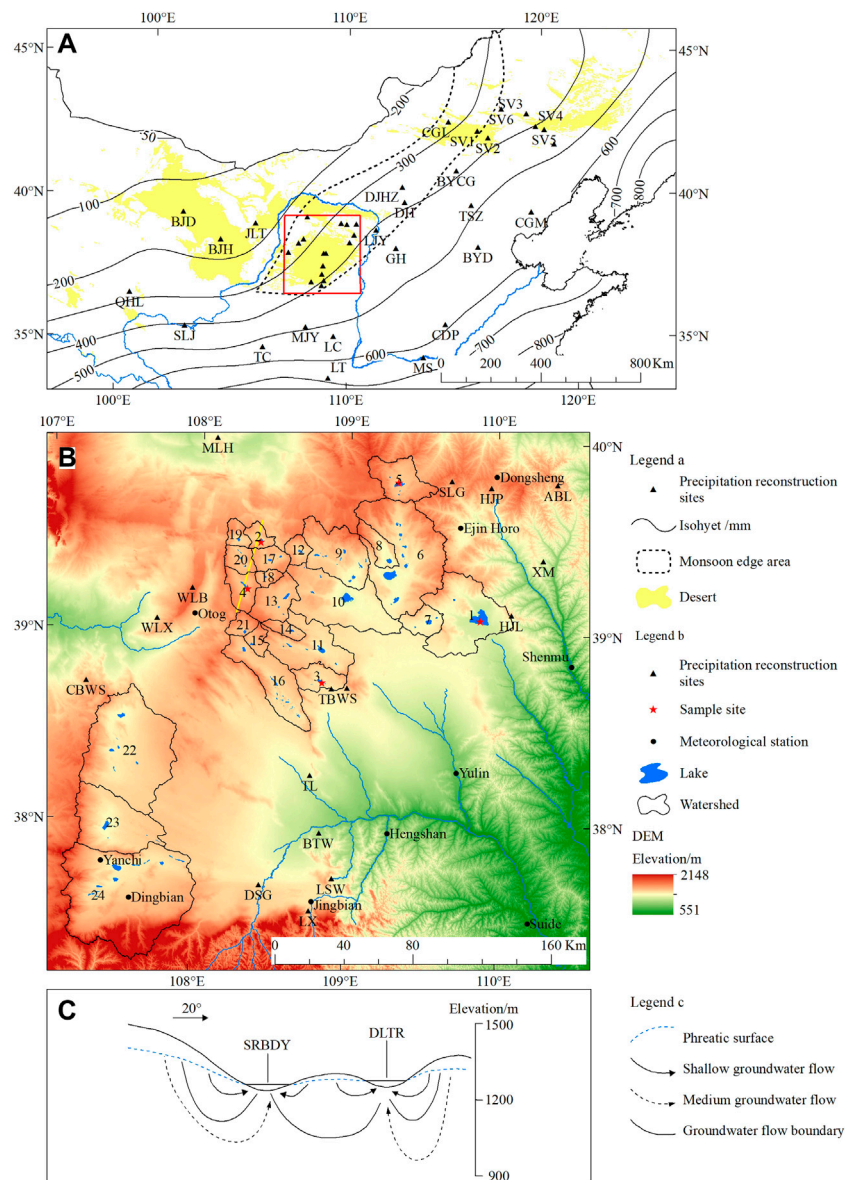 100°E 110°E 120°E
A
45°N 45°N
50
200
SV3
SV6 SV4
CGL
SV1 SV2 SV5
300
600
BYCG
40°N 40°N
100
DJHZ
DH
TSZ
CGM
700
800
BJD
JLT
BJH
LJY
GH
BYD
200
QHL
35°N 35°N
SLJ
400
MJY
LC
CDP
TC
600
700
800
500
LT
MS
0 200 400 800 Km
100°E 110°E 120°E
107°E 108°E 109°E 110°E
B
40°N
MLH
5
Dongsheng
SLG
HJP
ABL
19 2
Ejin Horo
20 17 12 9 8 6
18
XM
4
WLB
13 10
Otog
WLX
7 1
HJL
39°N 39°N
21
15 14
11
Shenmu
16 3
CBWS
TBWS
22
TL
Yulin
38°N 38°N
23
BTW
Hengshan
Yanchi
LSW
24
Dingbian
DSG
Jingbian
LX
Suide
0 20 40 80 120 160 Km
108°E 109°E 110°E
Legend a
Precipitation reconstruction
sites
Isohyet /mm
Monsoon edge area
Desert
Legend b
Precipitation reconstruction
sites
Sample site
Meteorological station
Lake
Watershed
DEM
Elevation/m
2148
551
C
20°
Elevation/m
1500
SRBDY
DLTR
1200
900
Legend c
Phreatic surface
Shallow groundwater flow
Medium groundwater flow
Groundwater flow boundary